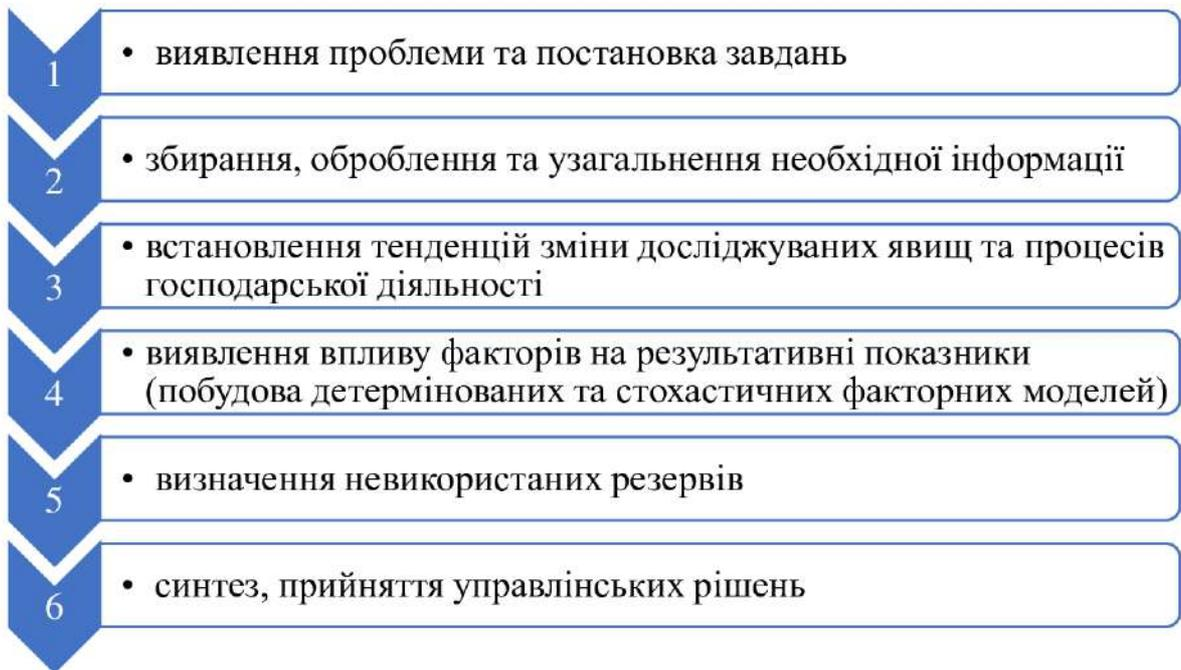 1
• виявлення проблеми та постановка завдань
2
• збирання, оброблення та узагальнення необхідної інформації
3
• встановлення тенденцій зміни досліджуваних явищ та процесів
господарської діяльності
4
• виявлення впливу факторів на результативні показники
(побудова детермінованих та стохастичних факторних моделей)
5
• визначення невикористаних резервів
6
• синтез, прийняття управлінських рішень